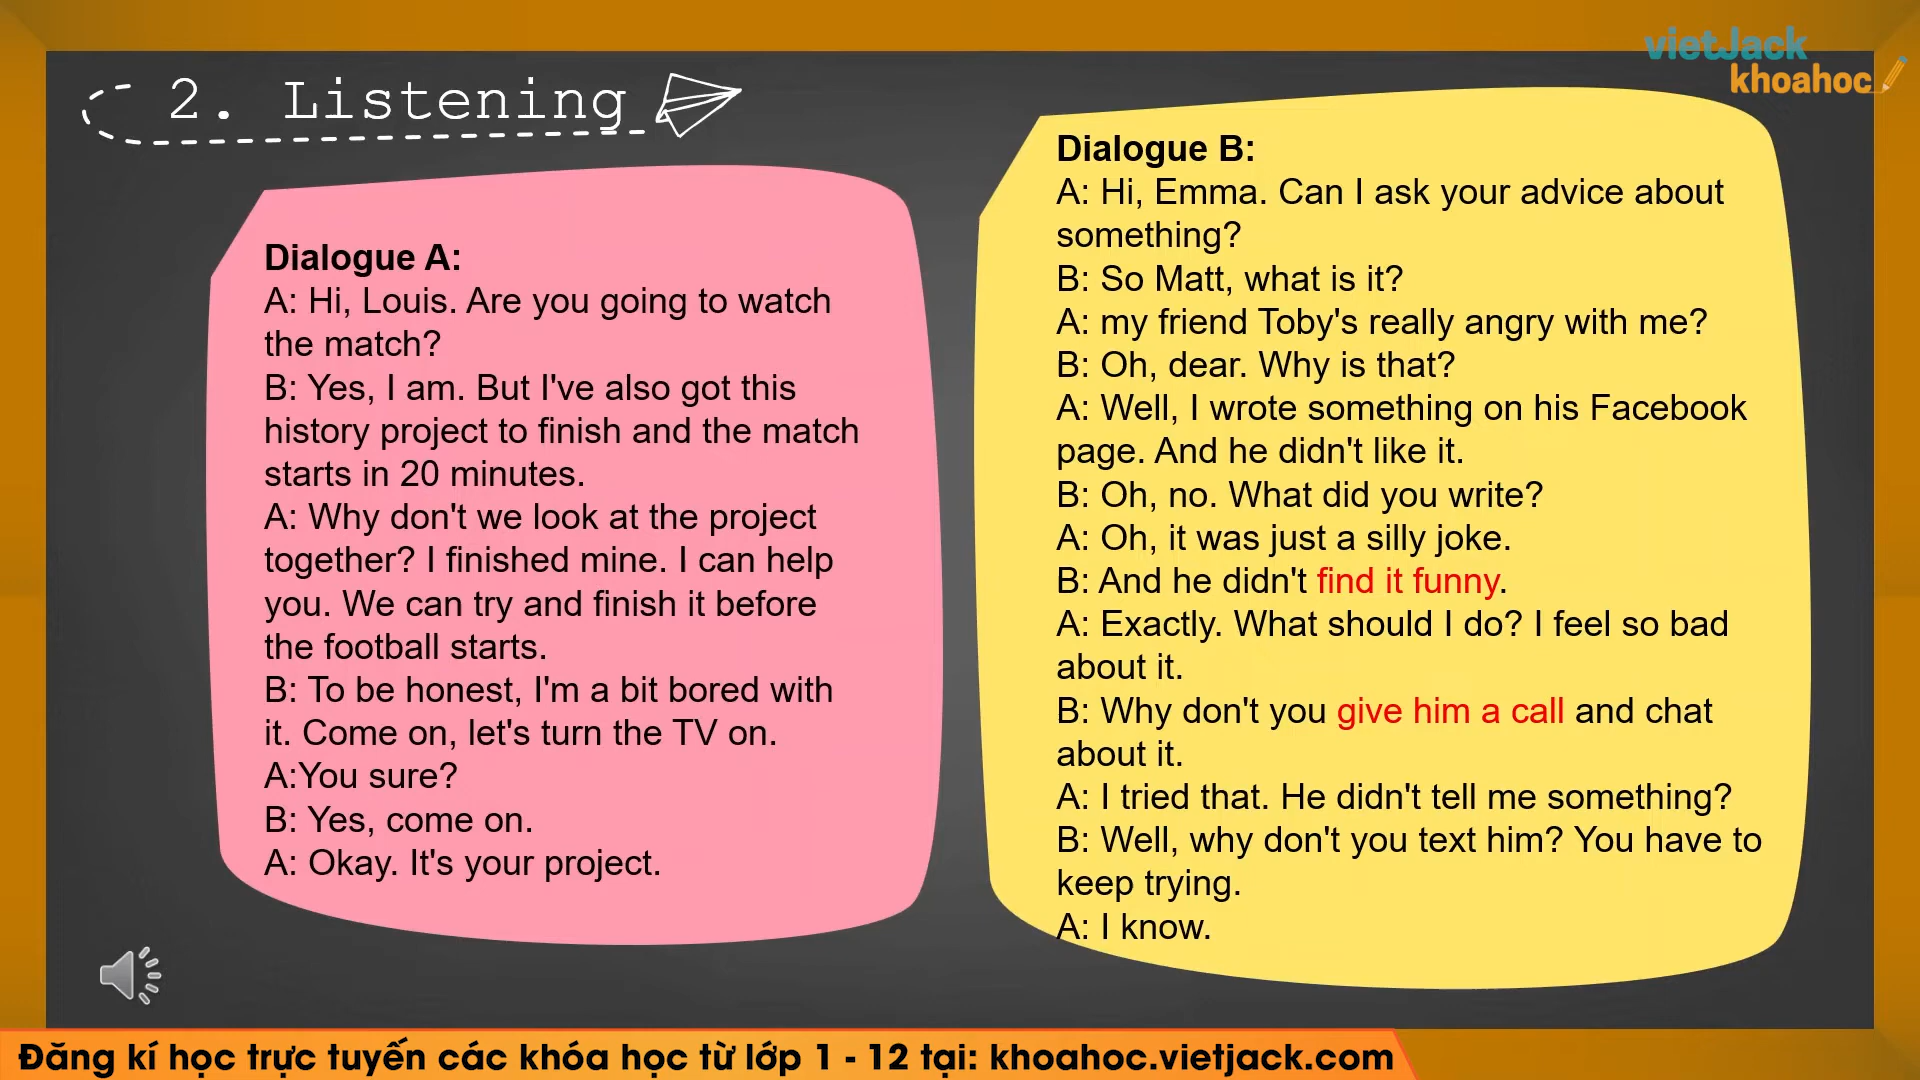 vietJack
khoahoc
2. Listening
Dialogue A:
A: Hi, Louis. Are you going to watch
the match?
B: Yes, I am. But I've also got this
history project to finish and the match
starts in 20 minutes.
A: Why don't we look at the project
together? I finished mine. I can help
you. We can try and finish it before
the football starts.
B: To be honest, I'm a bit bored with
it. Come on, let's turn the TV on.
A:You sure?
B: Yes, come on.
A: Okay. It's your project.
Dialogue B:
A: Hi, Emma. Can I ask your advice about
something?
B: So Matt, what is it?
A: my friend Toby's really angry with me?
B: Oh, dear. Why is that?
A: Well, I wrote something on his Facebook
page. And he didn't like it.
B: Oh, no. What did you write?
A: Oh, it was just a silly joke.
B: And he didn't find it funny.
A: Exactly. What should I do? I feel so bad
about it.
B: Why don't you give him a call and chat
about it.
A: I tried that. He didn't tell me something?
B: Well, why don't you text him? You have to
keep trying.
A: I know.
Đăng kí học trực tuyến các khóa học từ lớp 1 - 12 tại: khoahoc.vietjack.com